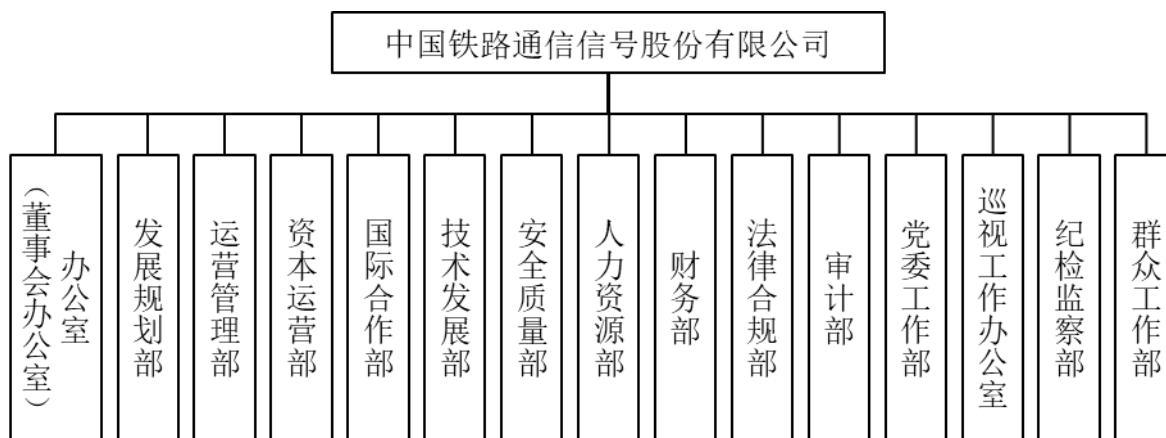 中国铁路通信信号股份有限公司
办公室
（董事会办公室）
发展规划部
运营管理部
资本运营部
国际合作部
技术发展部
安全质量部
人力资源部
财务部
法律合规部
审计部
党委工作部
巡视工作办公室
纪检监察部
群众工作部